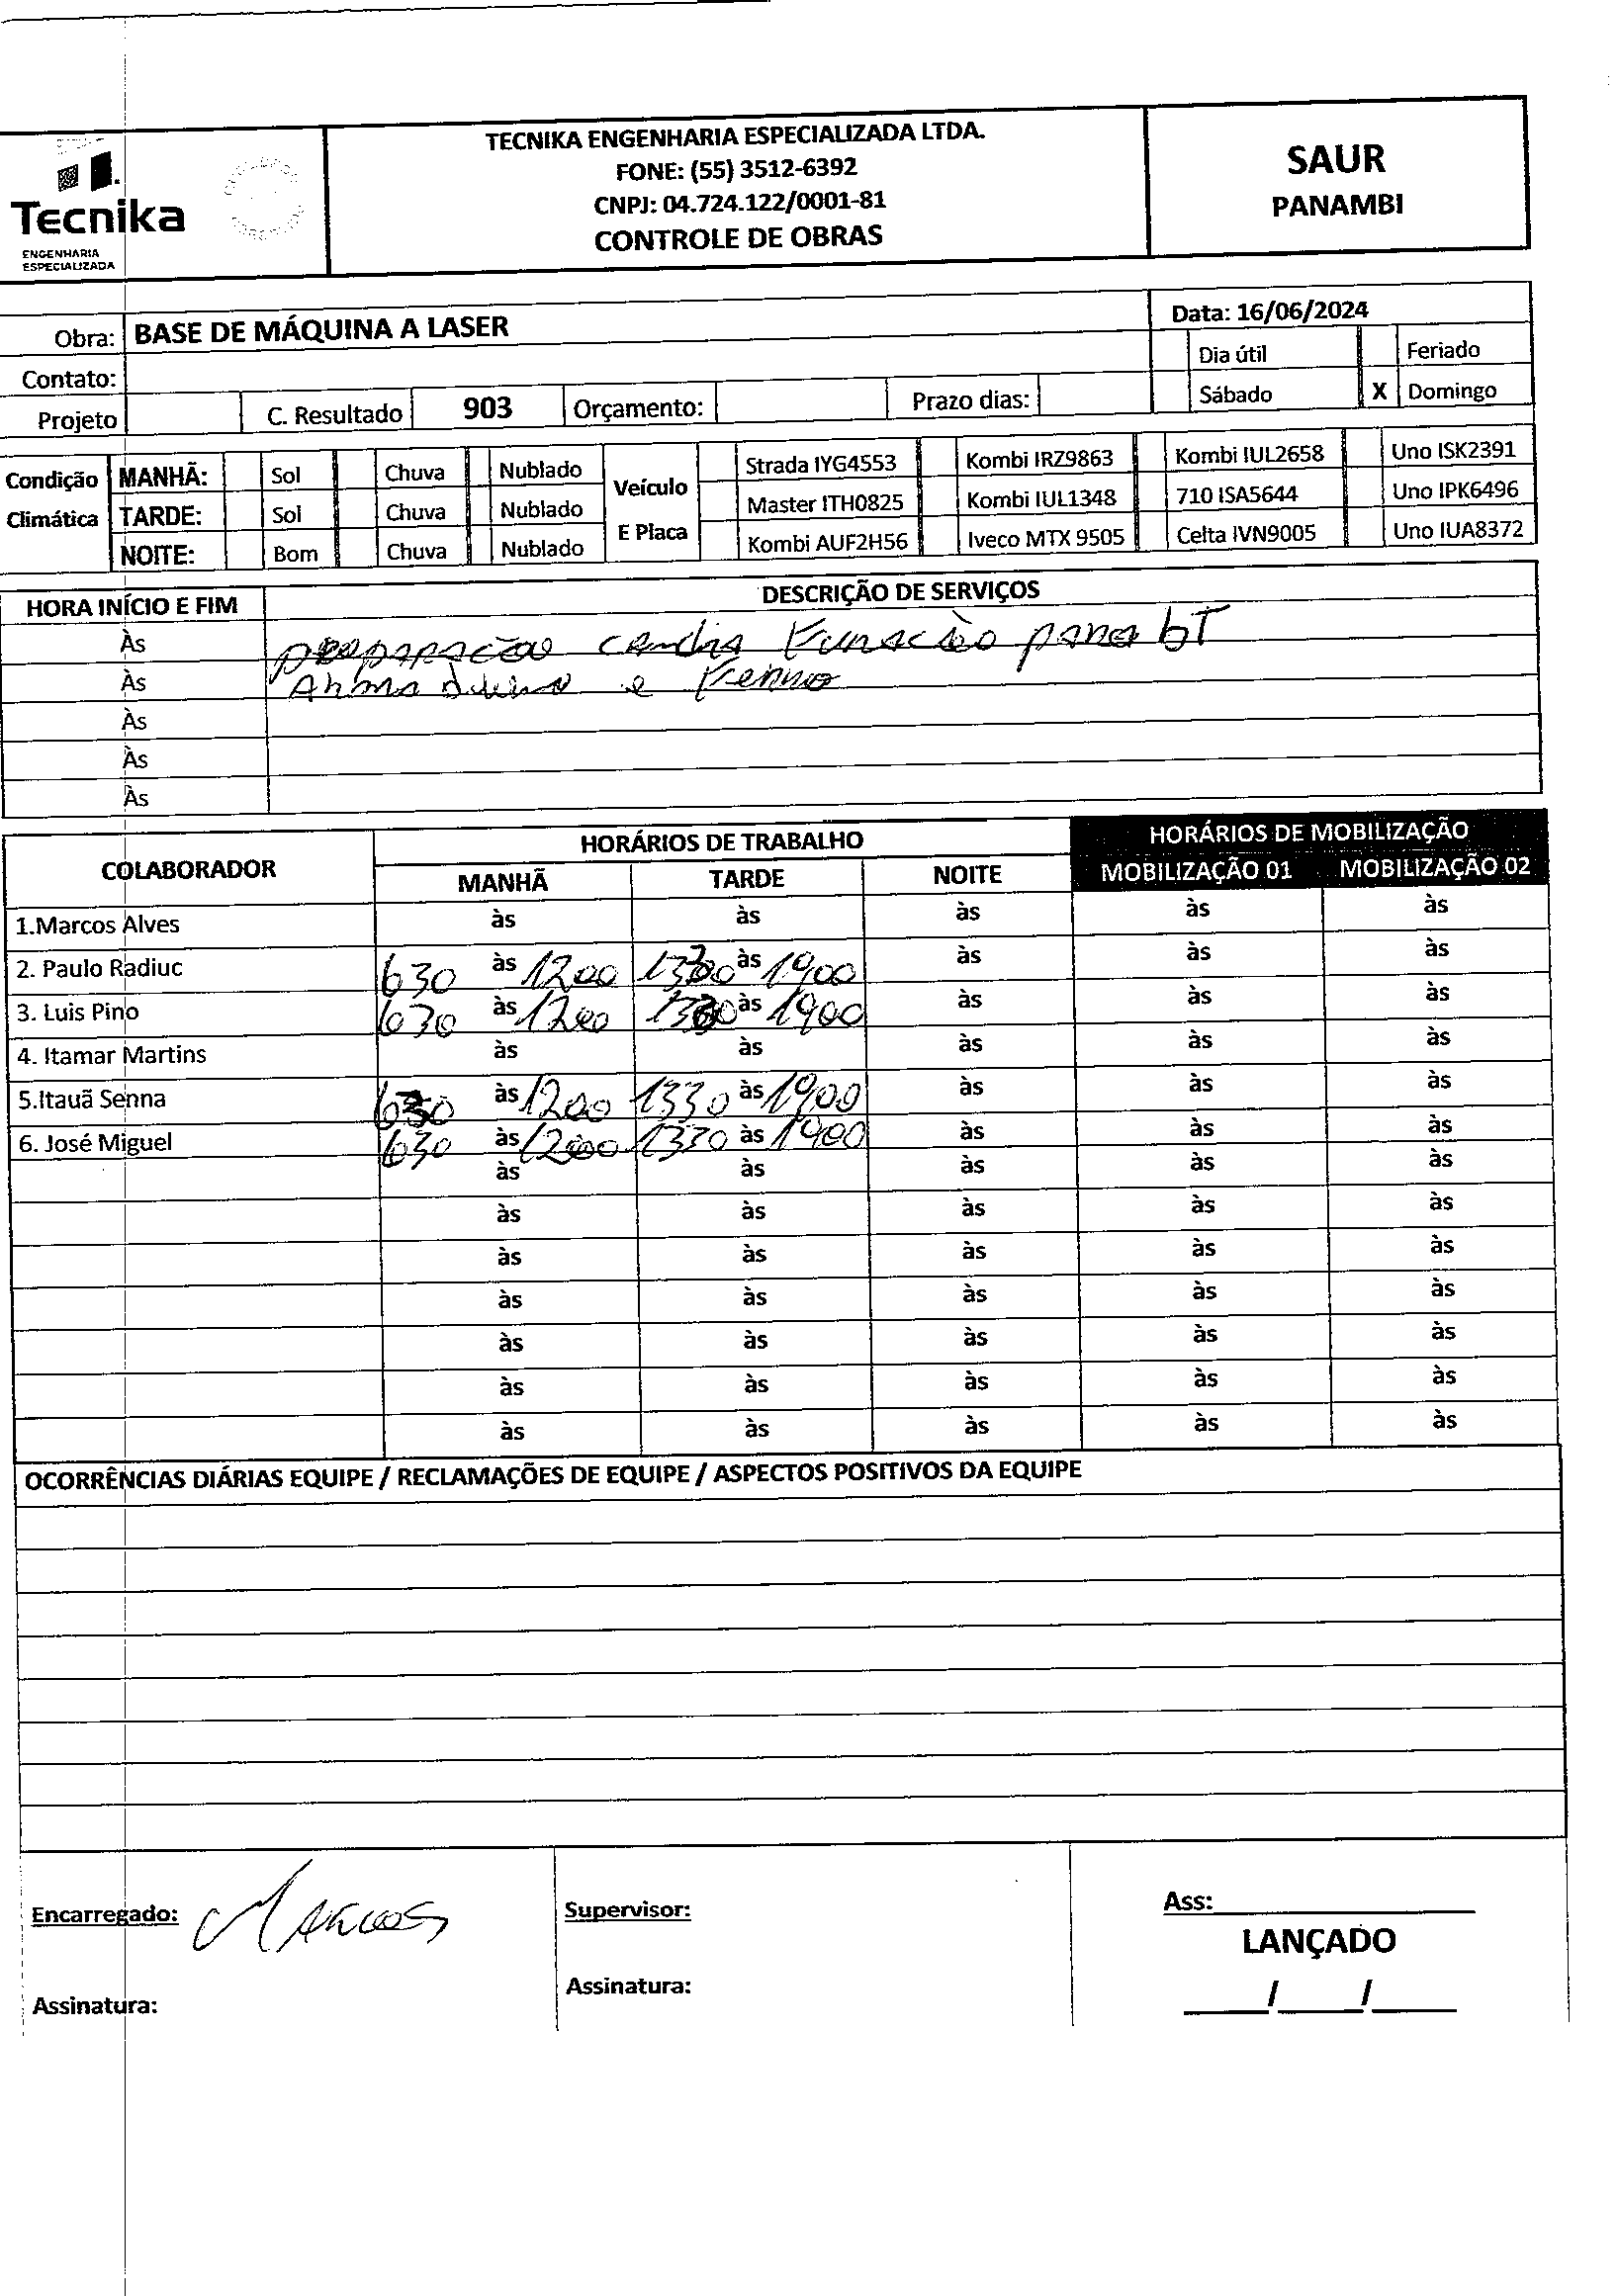 Tecnika
ENGENHARIA
ESPECIALIZADA
TECNIKA ENGENHARIA ESPECIALIZADA LTDA.
FONE: (55) 3512-6392
CNPJ: 04.724.122/0001-81
CONTROLE DE OBRAS
SAUR
PANAMBI
Obra: BASE DE MÁQUINA A LASER
Data: 16/06/2024
Contato:
Dia útil Feriado
Projeto C. Resultado 903 Orçamento: Prazo dias:
Sábado X Domingo
Condição Climática
MANHÃ: Sol Chuva Nublado
TARDE: Sol Chuva Nublado
NOITE: Bom Chuva Nublado
Veículo E Placa
Strada IYG4553 Kombi IRZ9863 Kombi IUL2658 Uno ISK2391
Master ITH0825 Kombi IUL1348 710 ISA5644 Uno IPK6496
Kombi AUF2H56 Iveco MTX 9505 Celta IVN9005 Uno IUA8372
HORA INÍCIO E FIM DESCRIÇÃO DE SERVIÇOS
Às para bT
Às e
Às
Às
Às
COLABORADOR HORÁRIOS DE TRABALHO HORÁRIOS DE MOBILIZAÇÃO
MANHÃ TARDE NOITE MOBILIZAÇÃO 01 MOBILIZAÇÃO 02
1.Marcos Alves às às às às às
2. Paulo Radiuc 630 às 1200 1330 às 1900 às às às
3. Luis Pino 630 às 1200 1330 às 1900 às às às
4. Itamar Martins às às às às às
5.Itauã Senna 630 às 1200 1330 às 1900 às às às
6. José Miguel 630 às 1200 1330 às 1900 às às às
às às às às às
às às às às às
às às às às às
às às às às às
às às às às às
às às às às às
às às às às às
OCORRÊNCIAS DIÁRIAS EQUIPE / RECLAMAÇÕES DE EQUIPE / ASPECTOS POSITIVOS DA EQUIPE
Encarregado: Marcos
Supervisor:
Ass:
LANÇADO
Assinatura:
Assinatura:
/ /